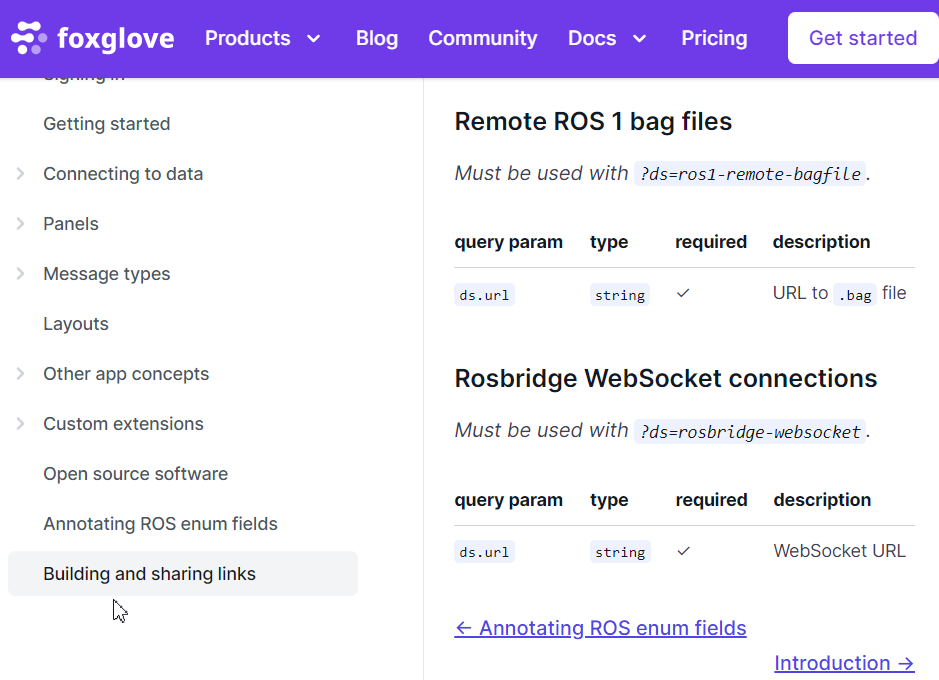 foxglove Products Blog Community Docs Pricing Get started
Signing in
Getting started
Connecting to data
Panels
Message types
Layouts
Other app concepts
Custom extensions
Open source software
Annotating ROS enum fields
Building and sharing links
Remote ROS 1 bag files
Must be used with ?ds=ros1-remote-bagfile.
query param type required description
ds.url string ✓ URL to .bag file
Rosbridge WebSocket connections
Must be used with ?ds=rosbridge-websocket.
query param type required description
ds.url string ✓ WebSocket URL
← Annotating ROS enum fields
Introduction →